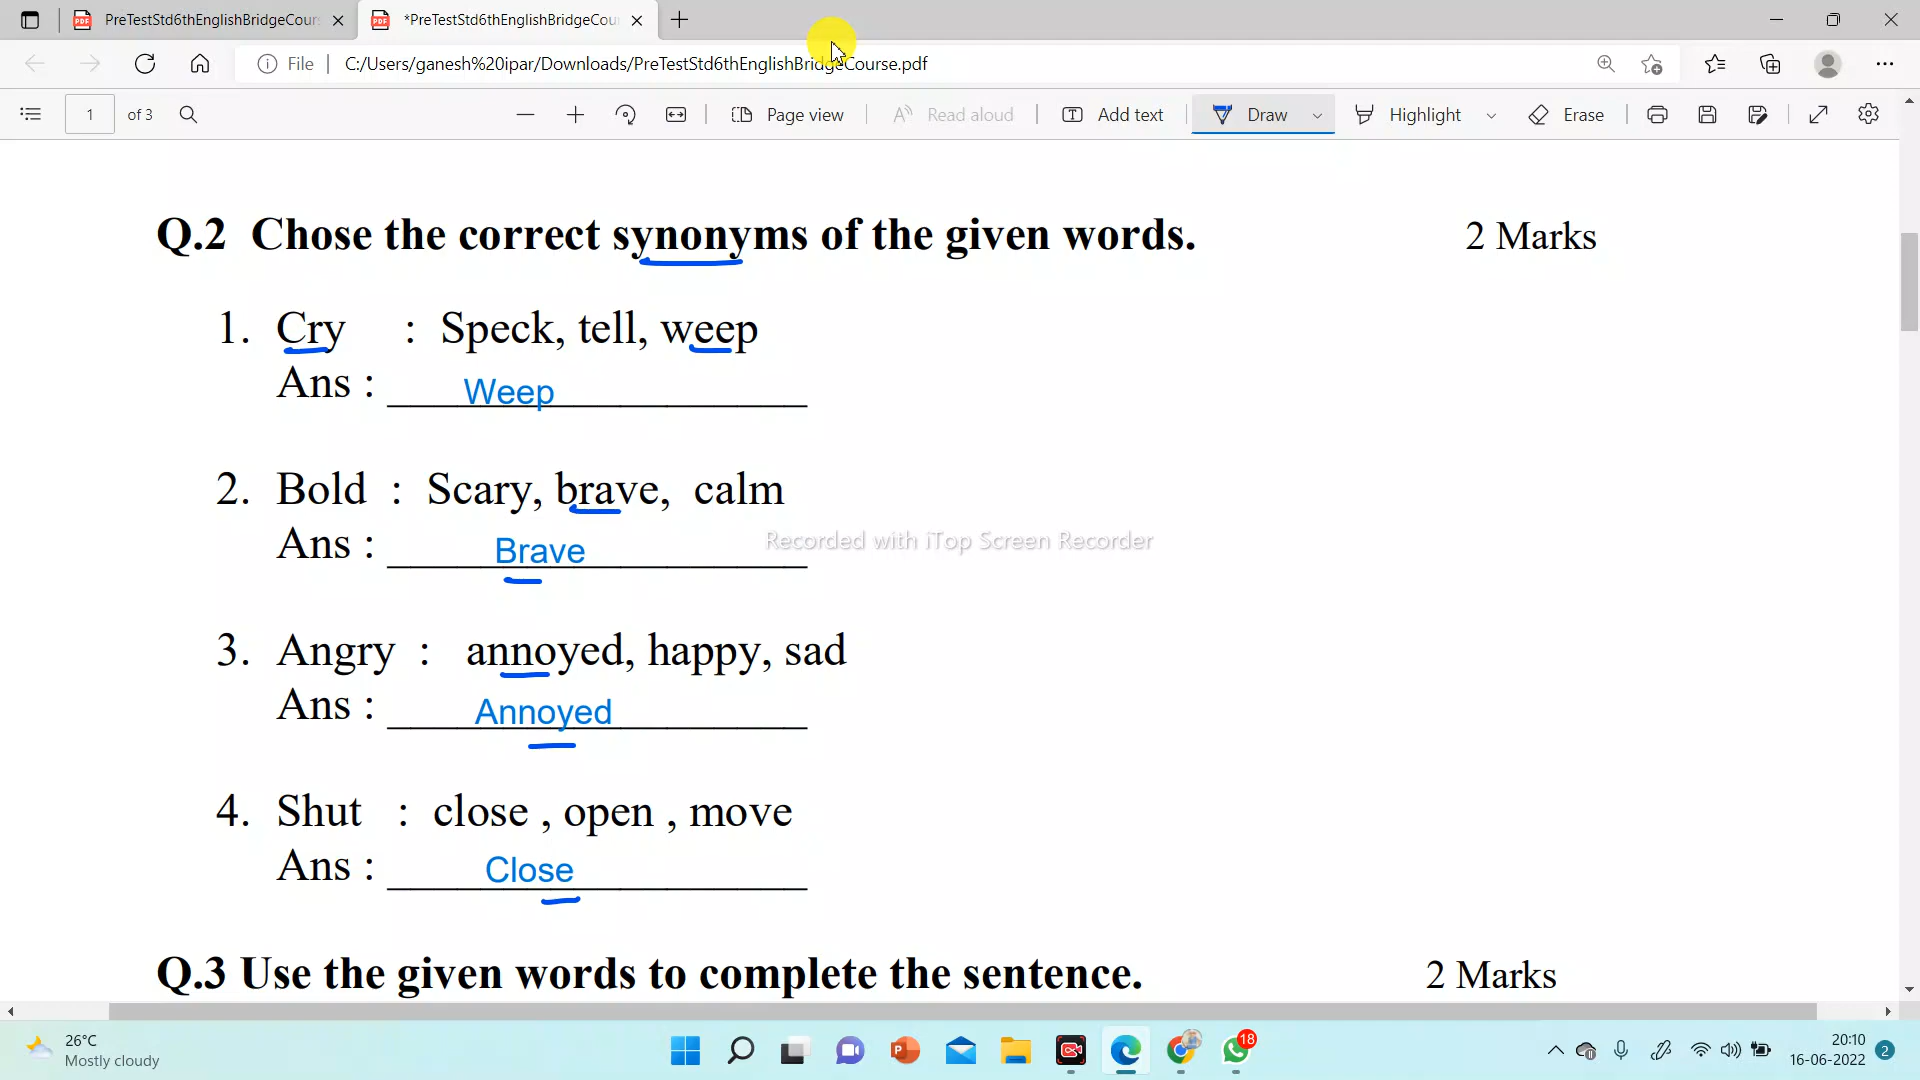 PreTestStd6thEnglishBridgeCour
*PreTestStd6thEnglishBridgeCou
File
C:/Users/ganesh%20ipar/Downloads/PreTestStd6thEnglishBridgeCourse.pdf
1 of 3
Page view
Read aloud
Add text
Draw
Highlight
Erase
Q.2 Chose the correct synonyms of the given words. 2 Marks
1. Cry : Speck, tell, weep
Ans : Weep
2. Bold : Scary, brave, calm
Ans : Brave
Recorded with iTop Screen Recorder
3. Angry : annoyed, happy, sad
Ans : Annoyed
4. Shut : close , open , move
Ans : Close
Q.3 Use the given words to complete the sentence. 2 Marks
26°C
Mostly cloudy
18
20:10
16-06-2022
2